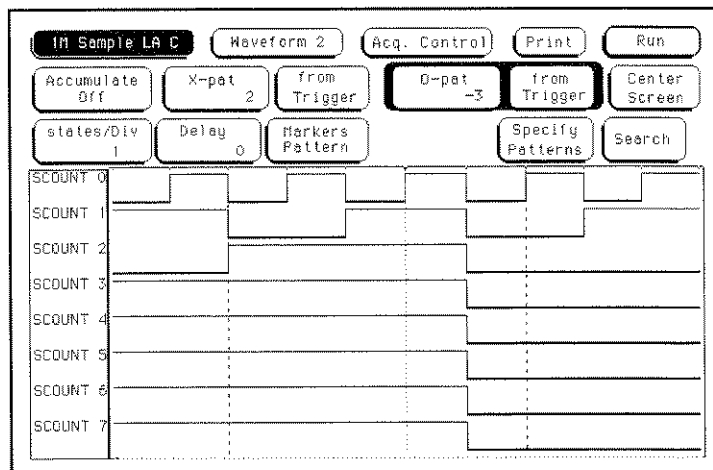 1M Sample LA C Waveform 2 Acq. Control Print Run
Accumulate Off X-pat 2 from Trigger O-pat -3 from Trigger Center Screen
states/Div 1 Delay 0 Markers Pattern Specify Patterns Search
SCOUNT 0
SCOUNT 1
SCOUNT 2
SCOUNT 3
SCOUNT 4
SCOUNT 5
SCOUNT 6
SCOUNT 7